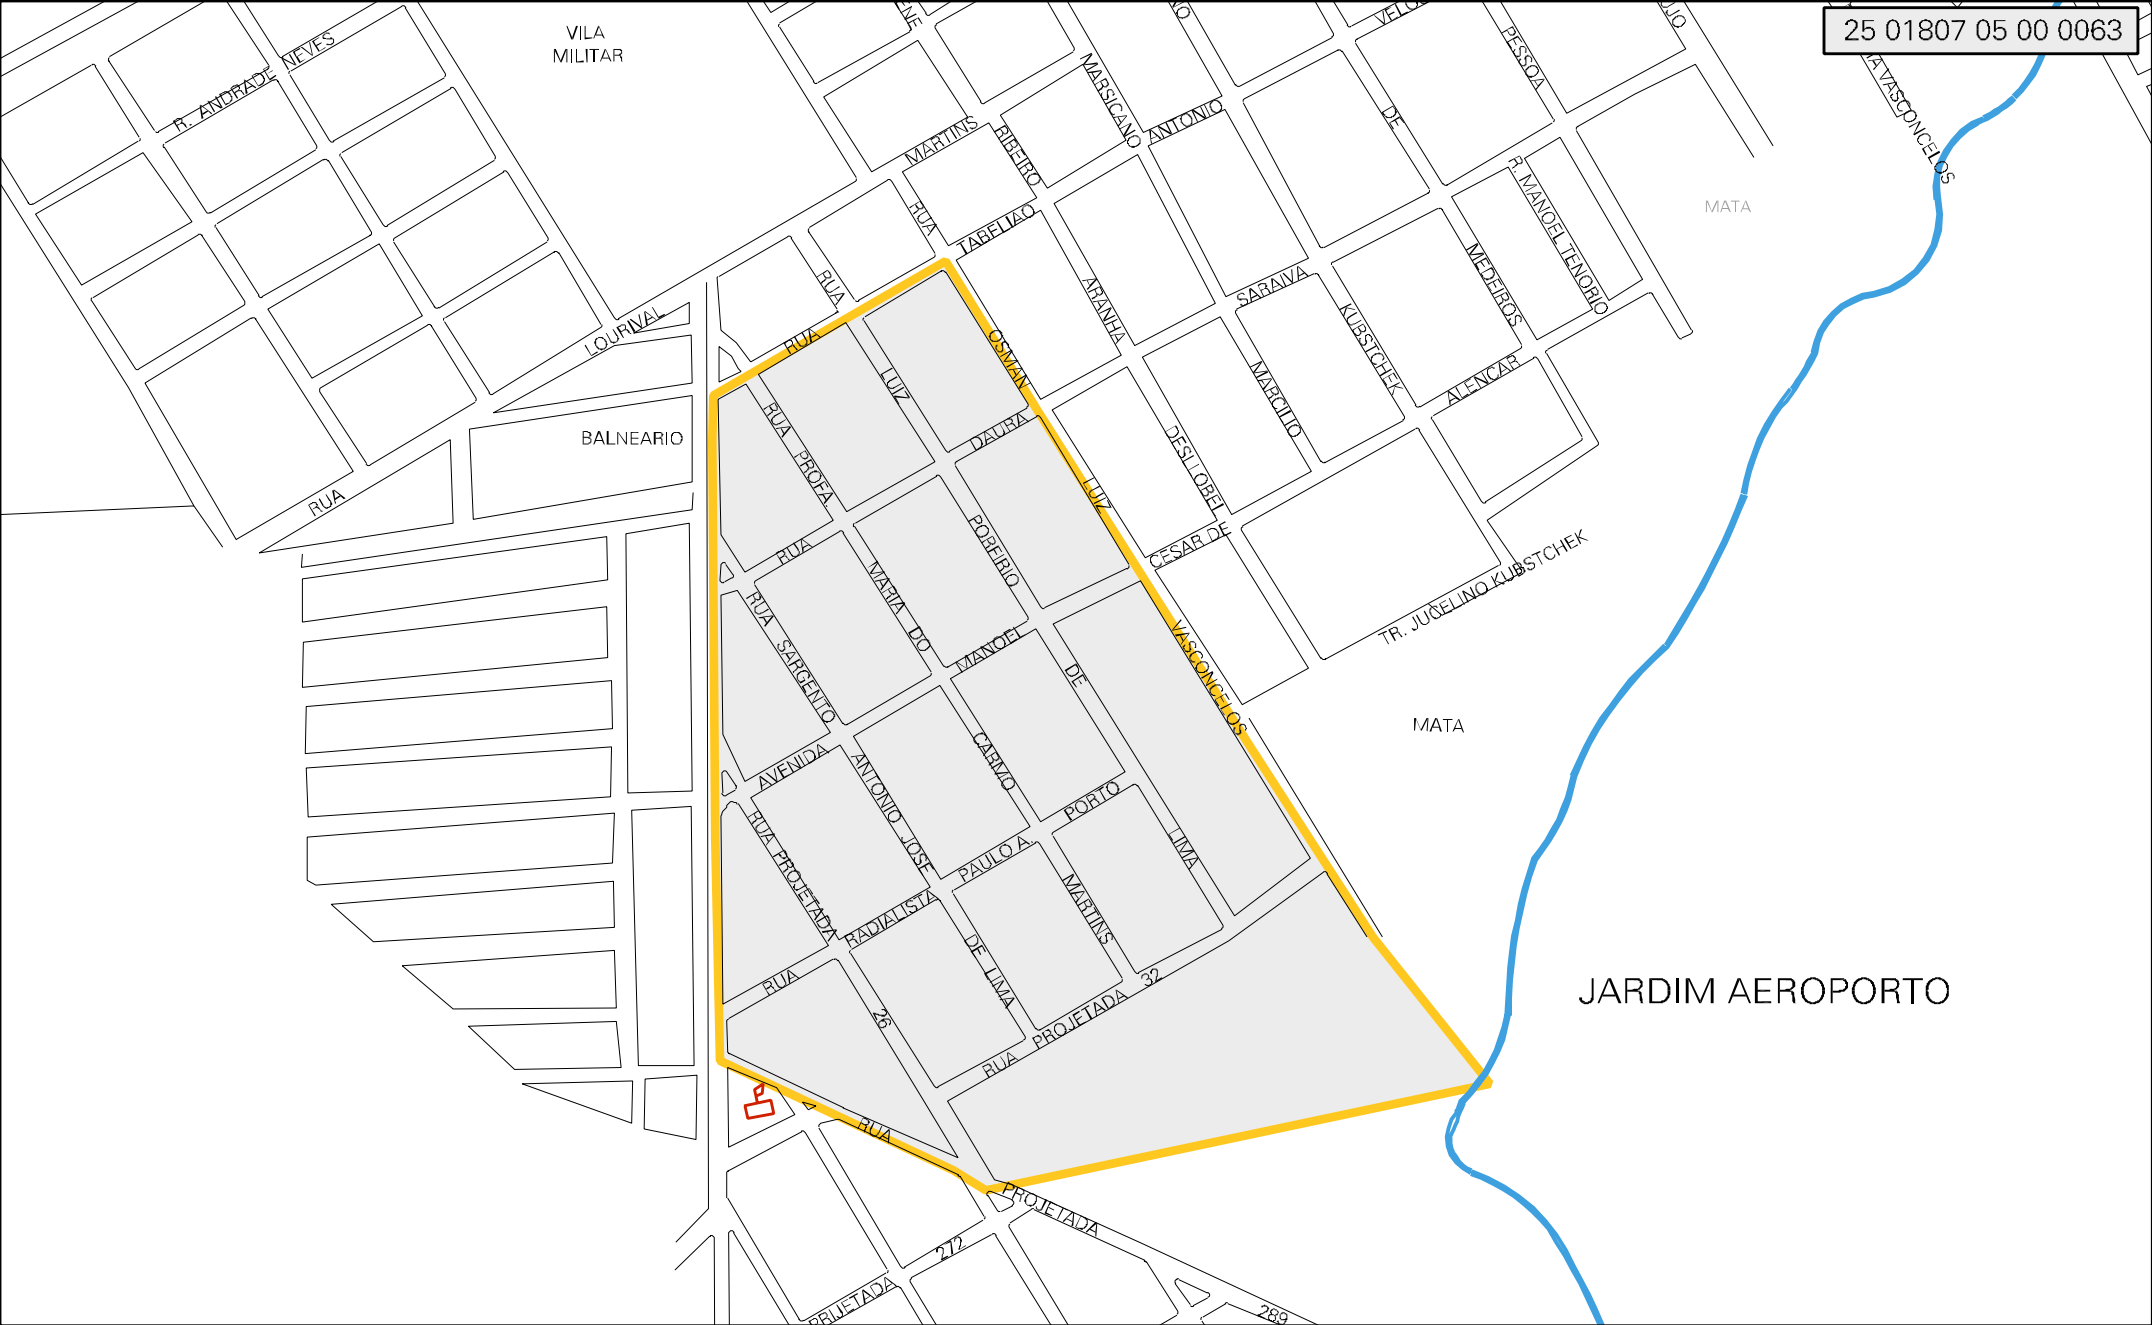 25 01807 05 00 0063
VILA
MILITAR
R. ANDRADE NEVES
PESSOA
MARSICANO
ANTONIO
DE
MARTINS
RIBEIRO
VASCONCELOS
MATA
R. MANOEL TENORIO
RUA
TABELIAO
MEDEIROS
RUA
ARANHA
SARAIVA
KUBSTCHEK
LOURIVAL
RUA
OSMAN
LUIZ
MARCILIO
ALENCAR
BALNEARIO
RUA PROFA.
DAURA
DESLLOBEL
RUA
LUIZ
RUA
PORFIRIO
CESAR DE
TR. JUCELINO KUBSTCHEK
MARIA DO
RUA SARGENTO
MANOEL
DE
VASCONCELOS
MATA
AVENIDA
ANTONIO JOSE
CARMO
PORTO
RUA PROJETADA
PAULO A.
LIMA
RADIALISTA
MARTINS
RUA
DE LIMA
26
RUA PROJETADA 32
JARDIM AEROPORTO
RUA
PROJETADA
272
PRIJETADA
289